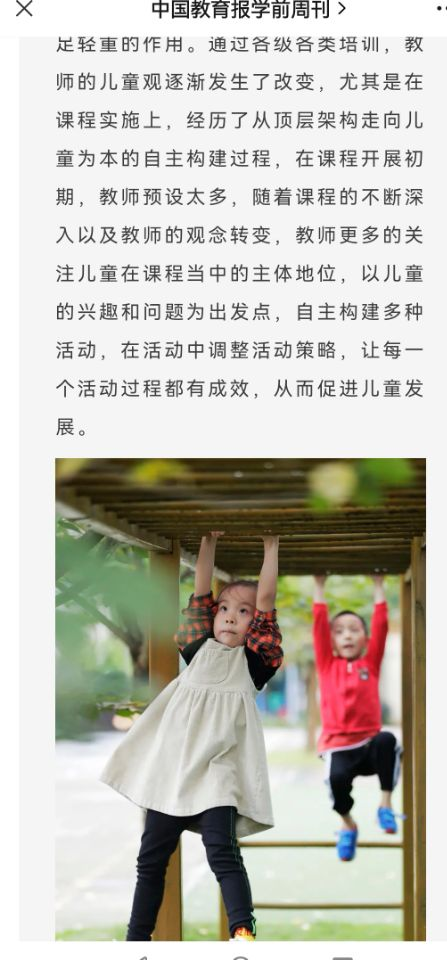 中国教育报学前周刊
足轻重的作用。通过各级各类培训，教
师的儿童观逐渐发生了改变，尤其是在
课程实施上，经历了从顶层架构走向儿
童为本的自主构建过程，在课程开展初
期，教师预设太多，随着课程的不断深
入以及教师的观念转变，教师更多的关
注儿童在课程当中的主体地位，以儿童
的兴趣和问题为出发点，自主构建多种
活动，在活动中调整活动策略，让每一
个活动过程都有成效，从而促进儿童发
展。